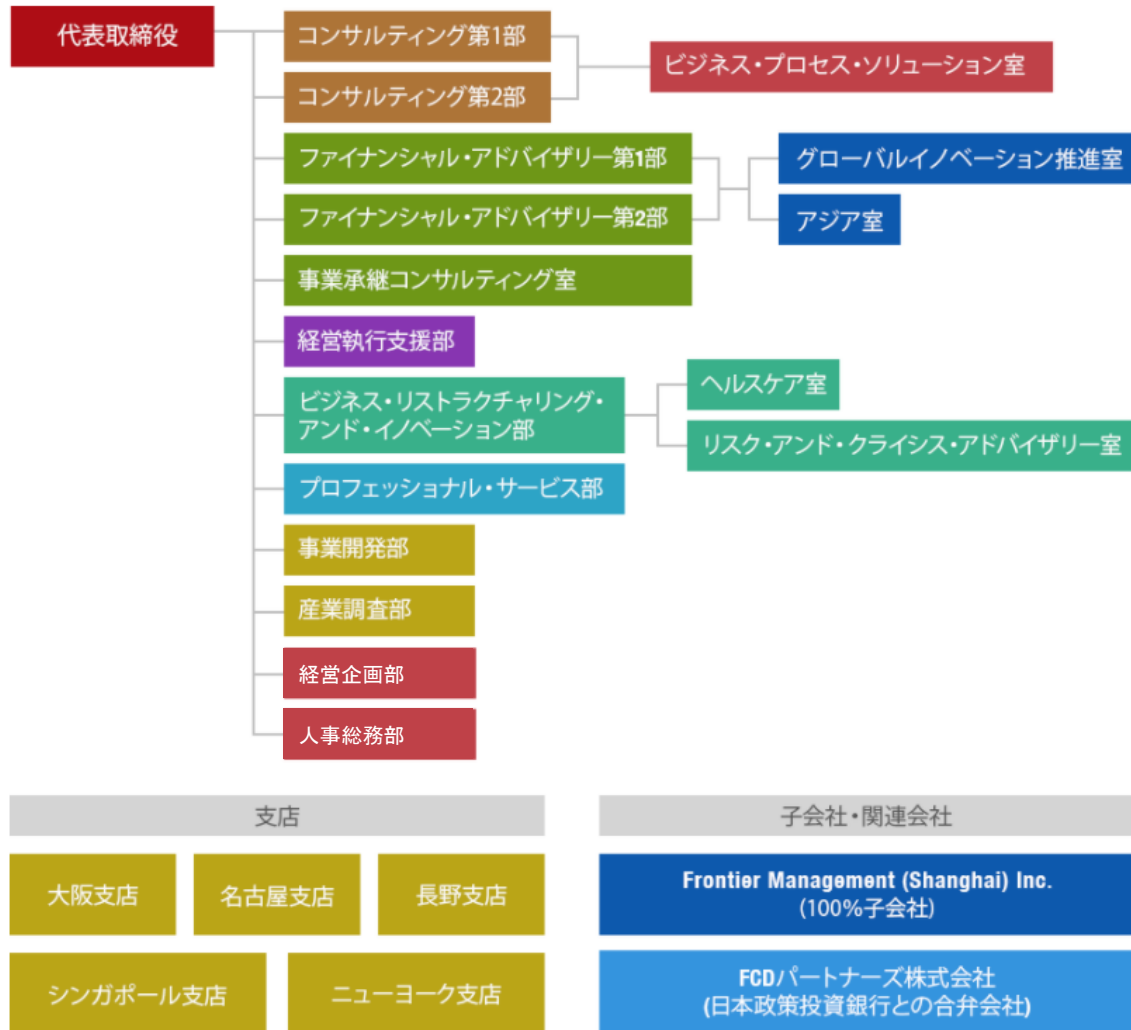 代表取締役
コンサルティング第1部
コンサルティング第2部
ビジネス・プロセス・ソリューション室
ファイナンシャル・アドバイザリー第1部
ファイナンシャル・アドバイザリー第2部
グローバルイノベーション推進室
アジア室
事業承継コンサルティング室
経営執行支援部
ビジネス・リストラクチャリング・
アンド・イノベーション部
ヘルスケア室
リスク・アンド・クライシス・アドバイザリー室
プロフェッショナル・サービス部
事業開発部
産業調査部
経営企画部
人事総務部
支店
大阪支店
名古屋支店
長野支店
シンガポール支店
ニューヨーク支店
子会社・関連会社
Frontier Management (Shanghai) Inc.
(100%子会社)
FCDパートナーズ株式会社
(日本政策投資銀行との合弁会社)